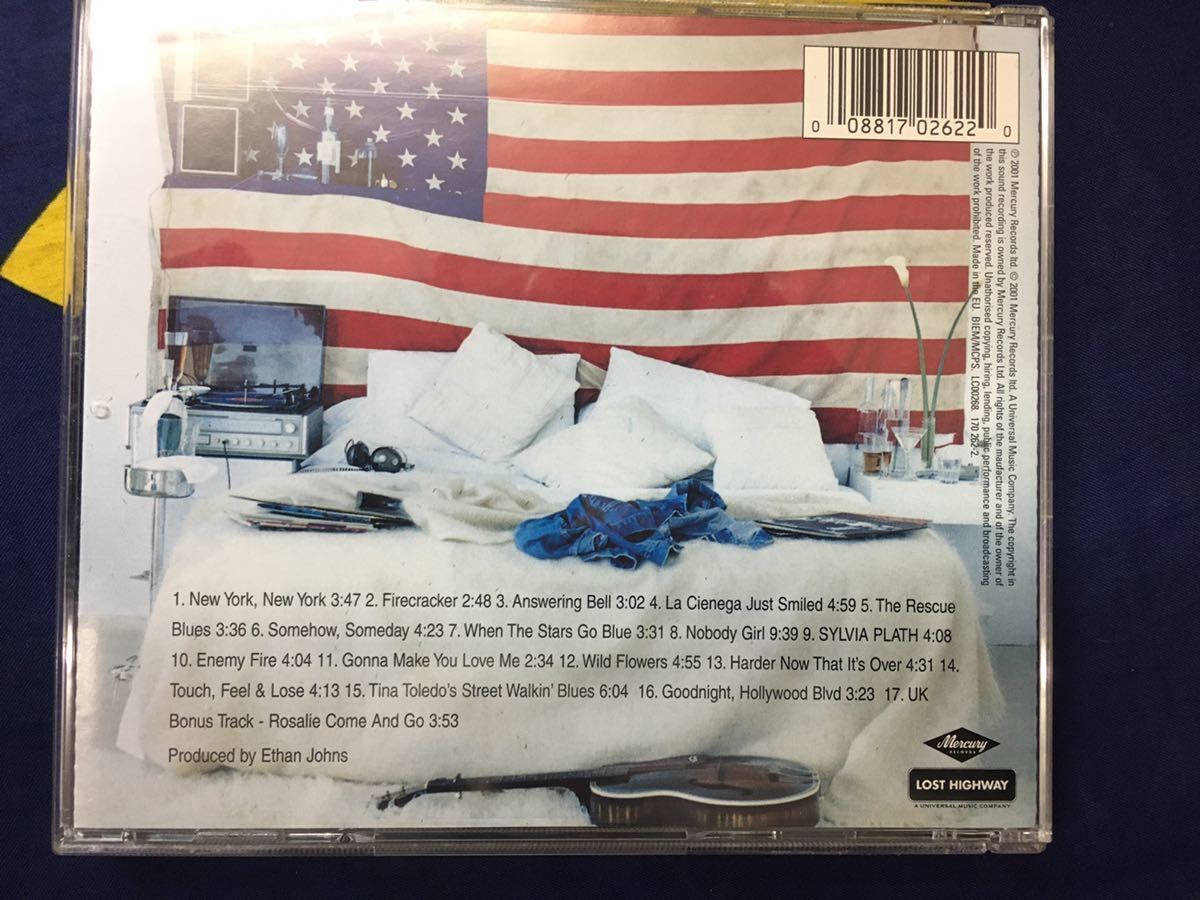 0 08817 02622 0
℗ 2001 Mercury Records ltd. © 2001 Mercury Records ltd. A Universal Music Company. The copyright in
this sound recording is owned by Mercury Records Ltd. All rights of the maufacturer and of the owner of
the work produced reserved. Unathorised copying, hiring, lending, public performance and broadcasting
of the work prohibited. Made in the EU. BIEM/MCPS. LC00268. 170 262-2.
1. New York, New York 3:47 2. Firecracker 2:48 3. Answering Bell 3:02 4. La Cienega Just Smiled 4:59 5. The Rescue
Blues 3:36 6. Somehow, Someday 4:23 7. When The Stars Go Blue 3:31 8. Nobody Girl 9:39 9. SYLVIA PLATH 4:08
10. Enemy Fire 4:04 11. Gonna Make You Love Me 2:34 12. Wild Flowers 4:55 13. Harder Now That It's Over 4:31 14.
Touch, Feel & Lose 4:13 15. Tina Toledo's Street Walkin' Blues 6:04 16. Goodnight, Hollywood Blvd 3:23 17. UK
Bonus Track - Rosalie Come And Go 3:53
Produced by Ethan Johns
Mercury
RECORDS
LOST HIGHWAY
A UNIVERSAL MUSIC COMPANY